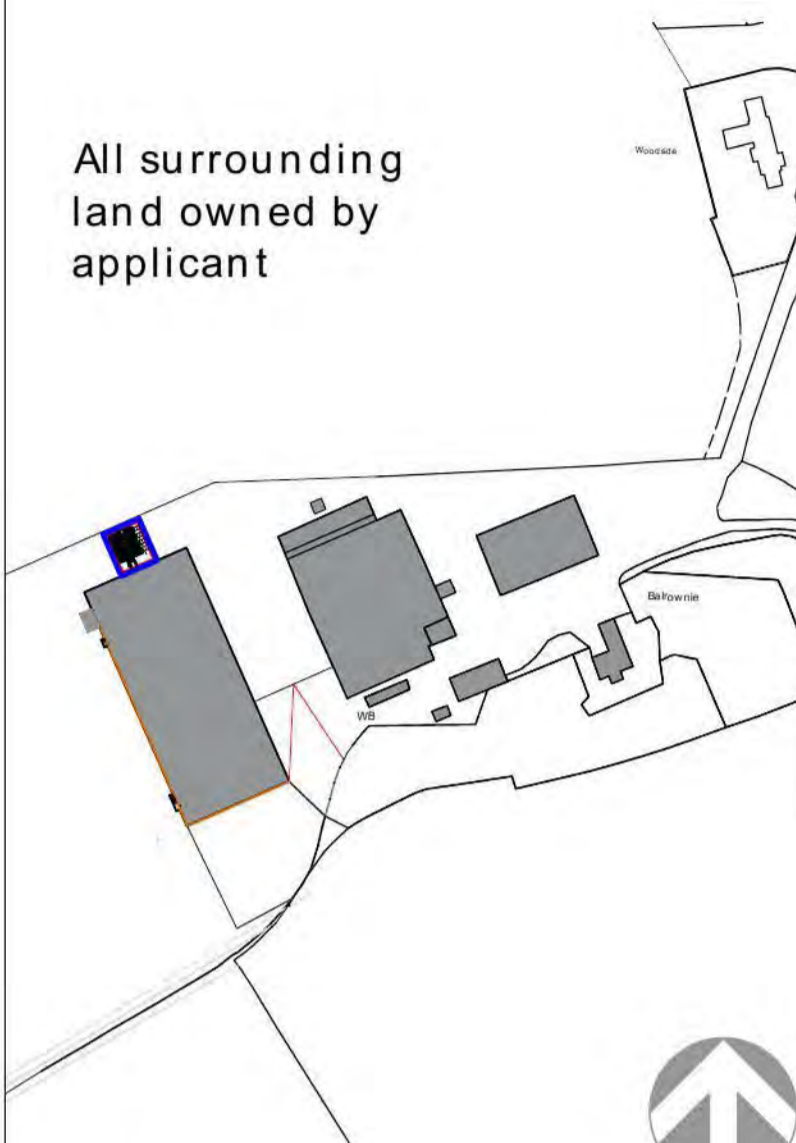 All surrounding
land owned by
applicant
Woodside
Balrownie
WB